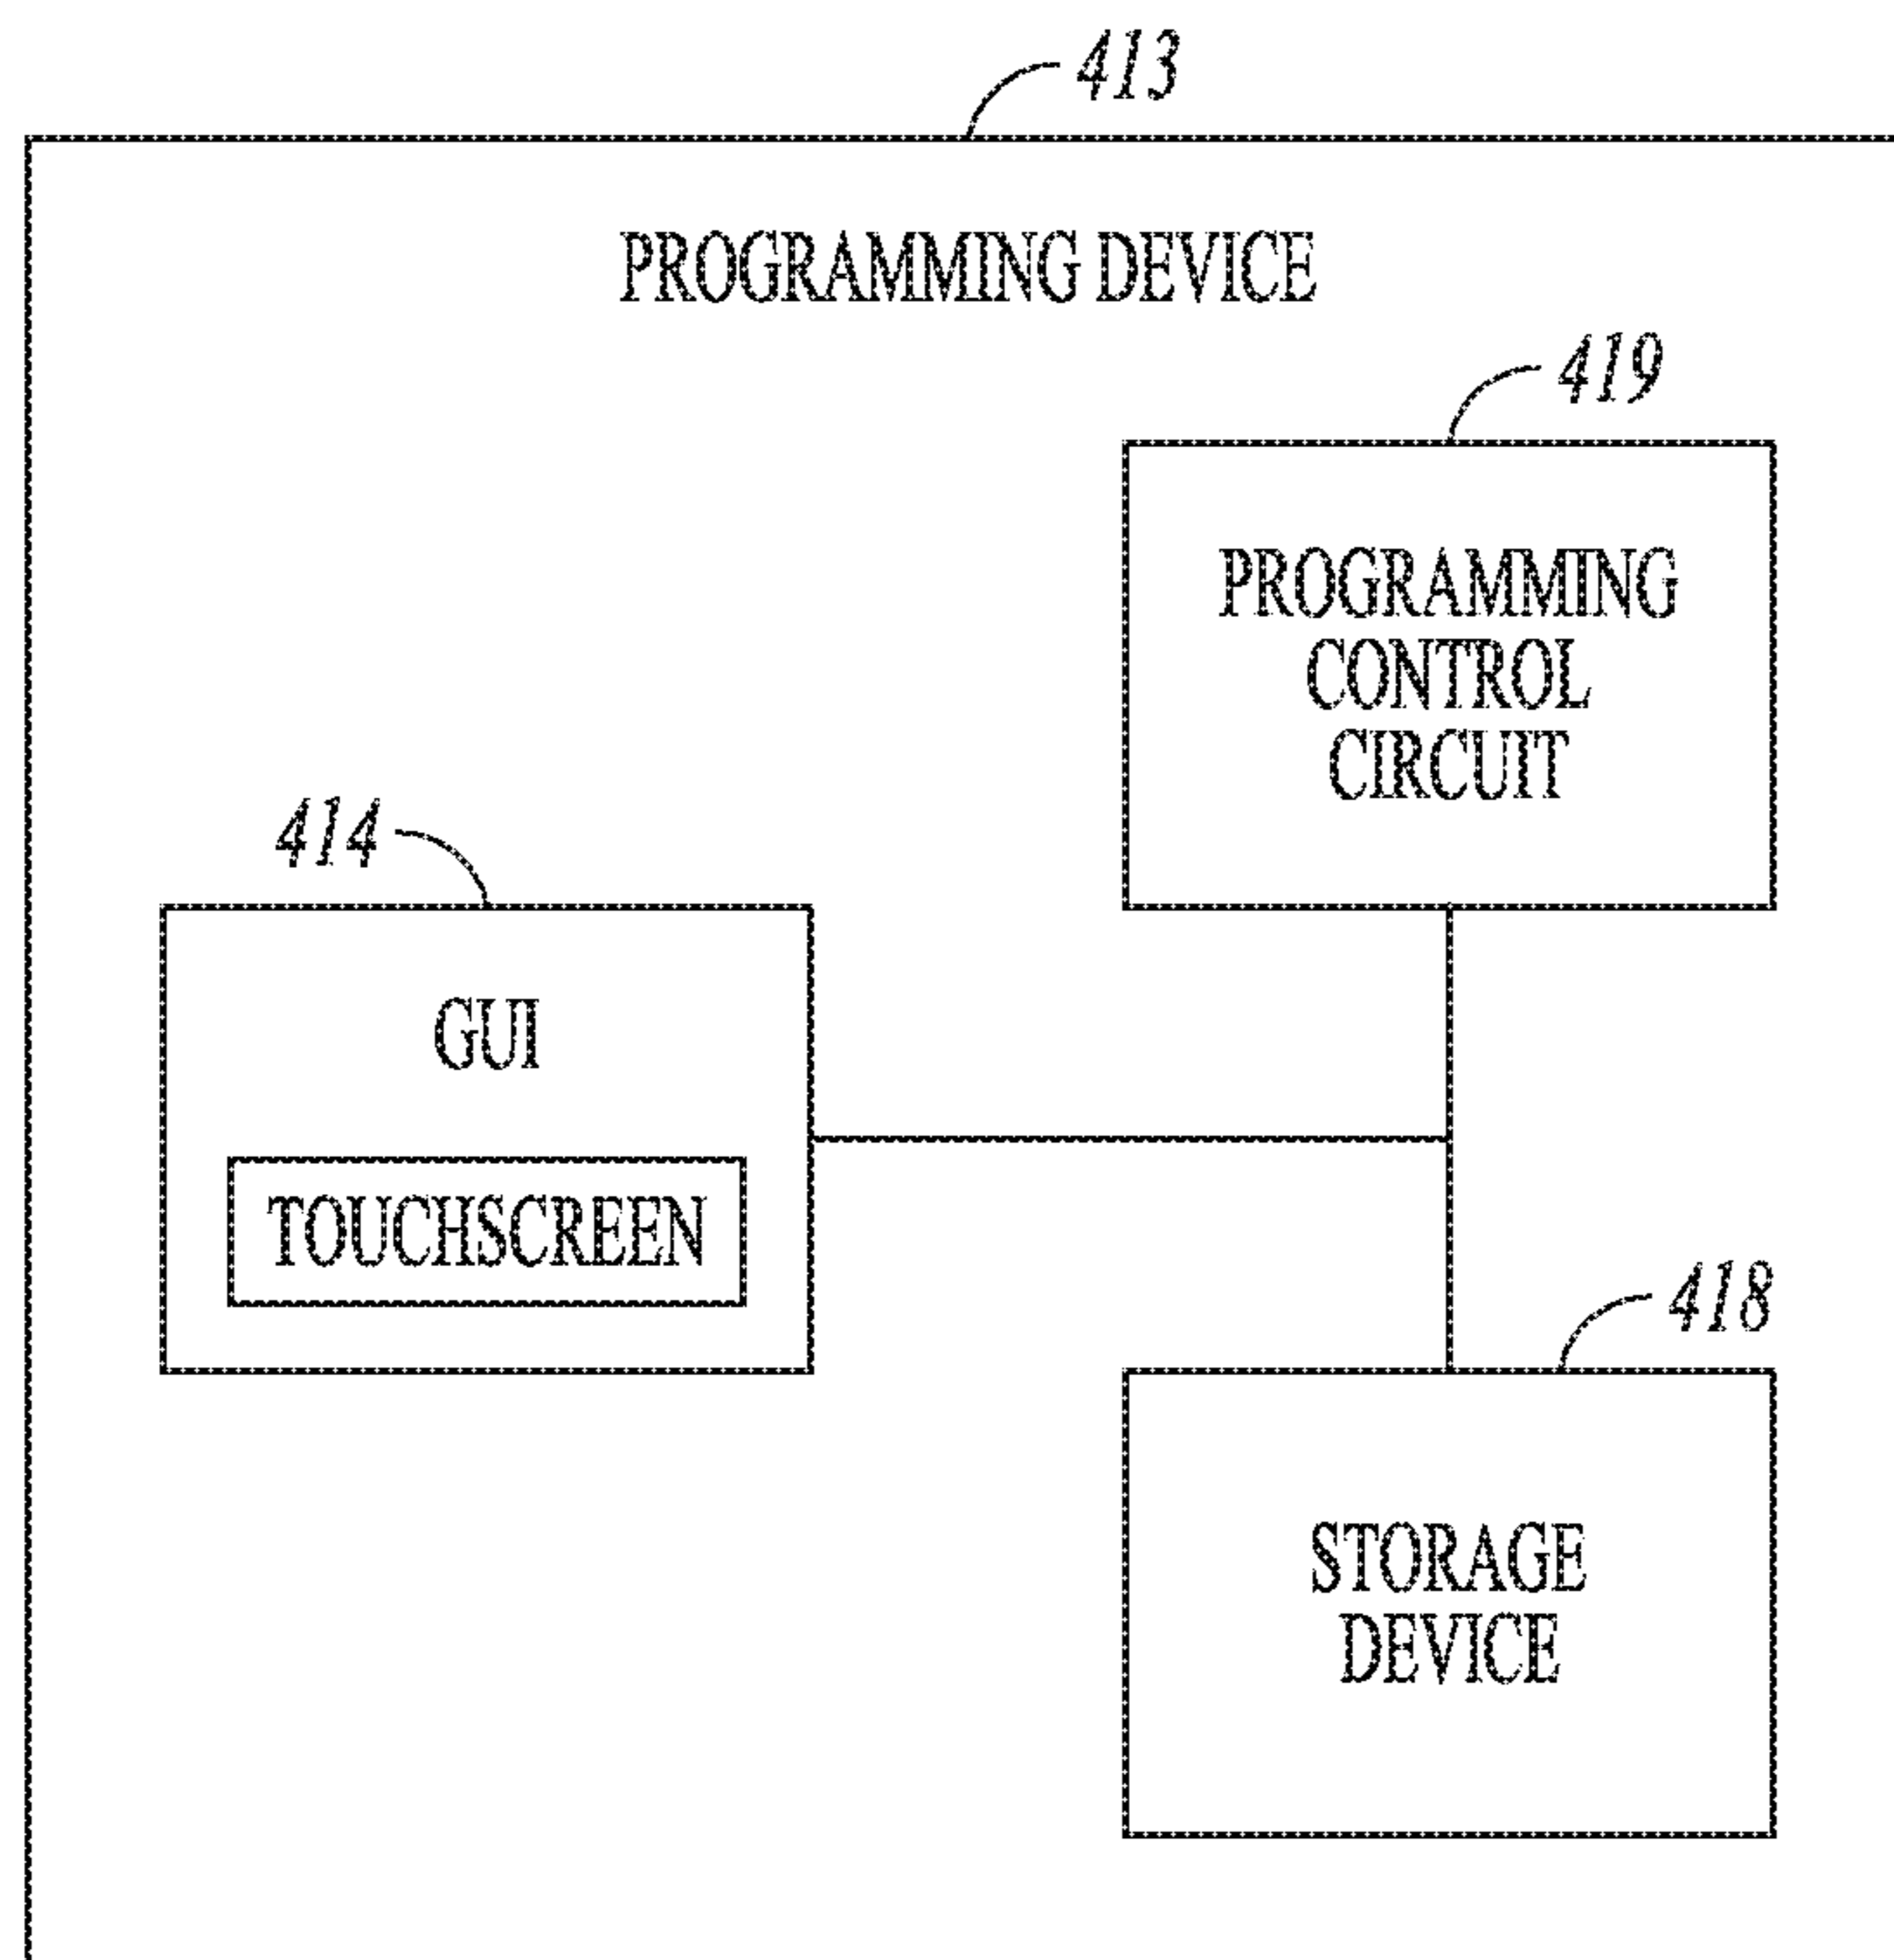 413
PROGRAMMING DEVICE
419
PROGRAMMING
CONTROL
CIRCUIT
414
GUI
TOUCHSCREEN
418
STORAGE
DEVICE